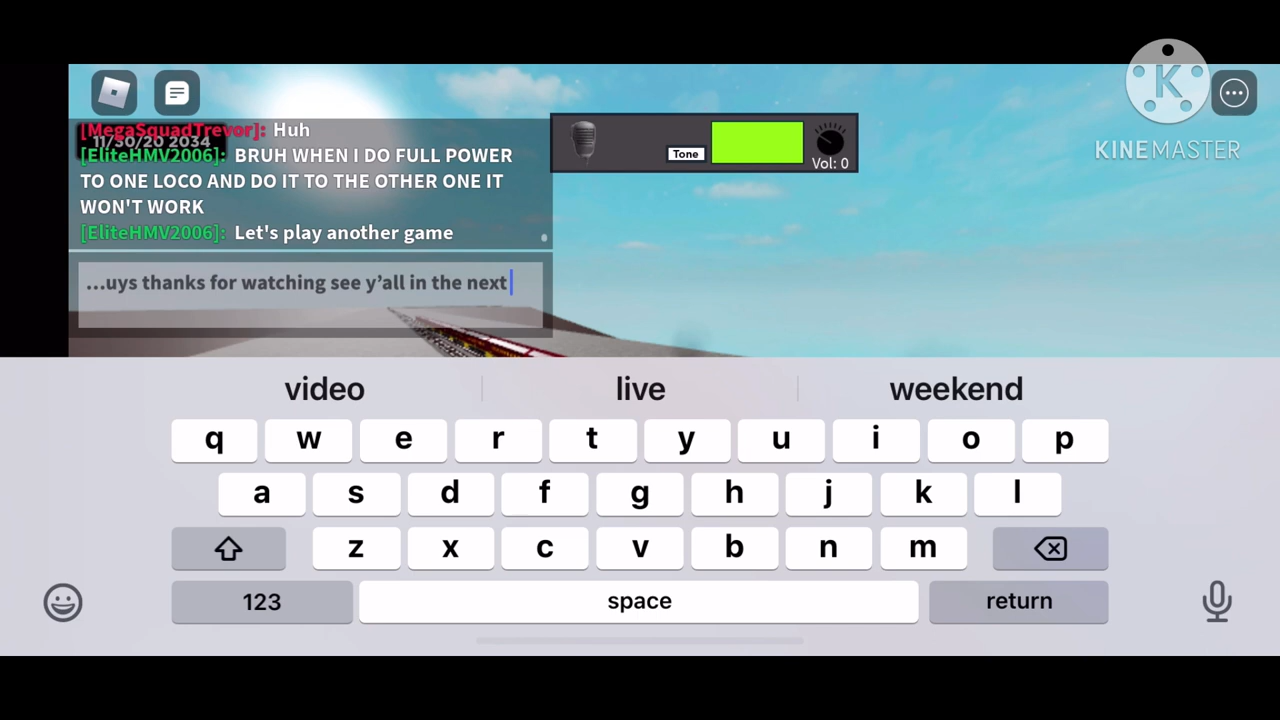 [MegaSquadTrevor]: Huh
11/30/20 2034
[EliteHMV2006]: BRUH WHEN I DO FULL POWER
TO ONE LOCO AND DO IT TO THE OTHER ONE IT
WON'T WORK
[EliteHMV2006]: Let's play another game
...uys thanks for watching see y’all in the next
Tone
Vol: 0
K
KINEMASTER
video live weekend
q w e r t y u i o p
a s d f g h j k l
z x c v b n m
123 space return